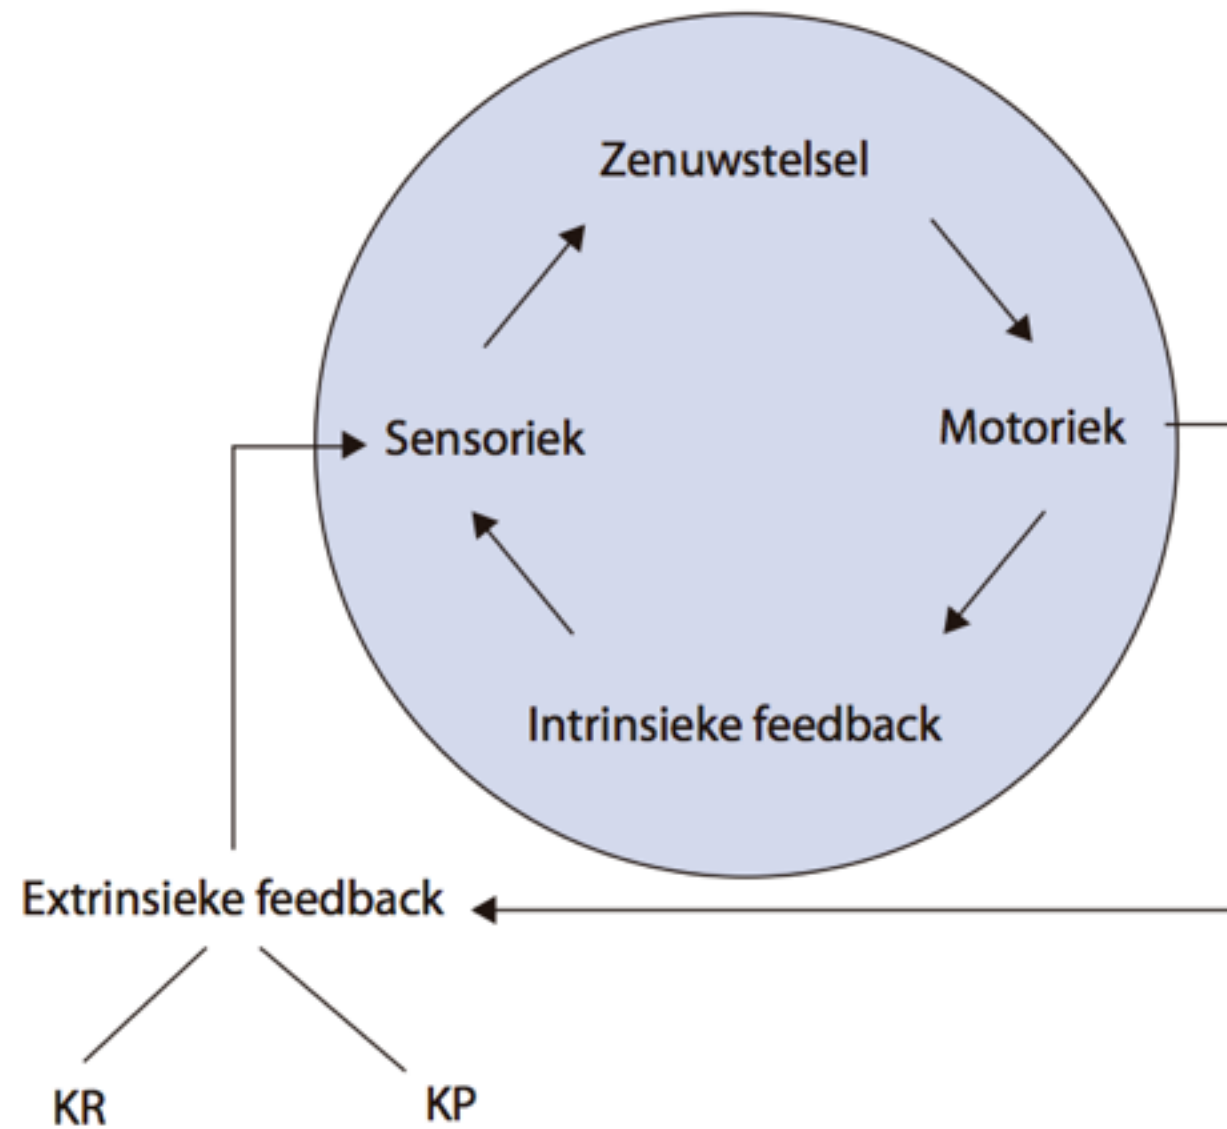 Zenuwstelsel
Sensoriek
Motoriek
Intrinsieke feedback
Extrinsieke feedback
KR
KP